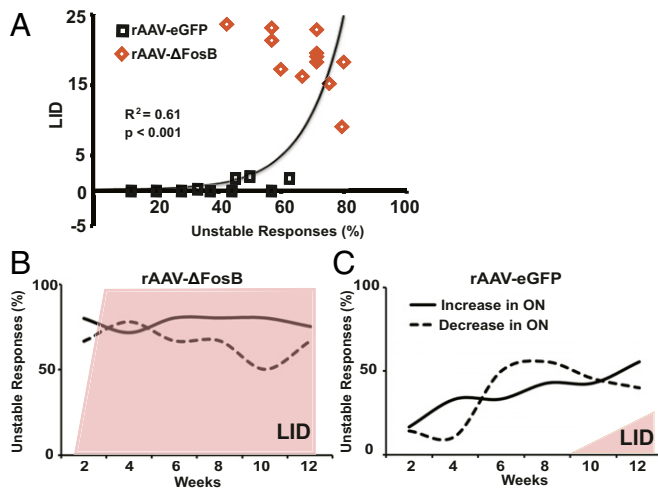 A
25
15
5
0
-5
LID
rAAV-eGFP
rAAV-ΔFosB
R² = 0.61
p < 0.001
20 40 60 80 100
Unstable Responses (%)
B
rAAV-ΔFosB
100
50
0
Unstable Responses (%)
LID
2 4 6 8 10 12
Weeks
C
rAAV-eGFP
100
50
0
Unstable Responses (%)
Increase in ON
Decrease in ON
LID
2 4 6 8 10 12
Weeks